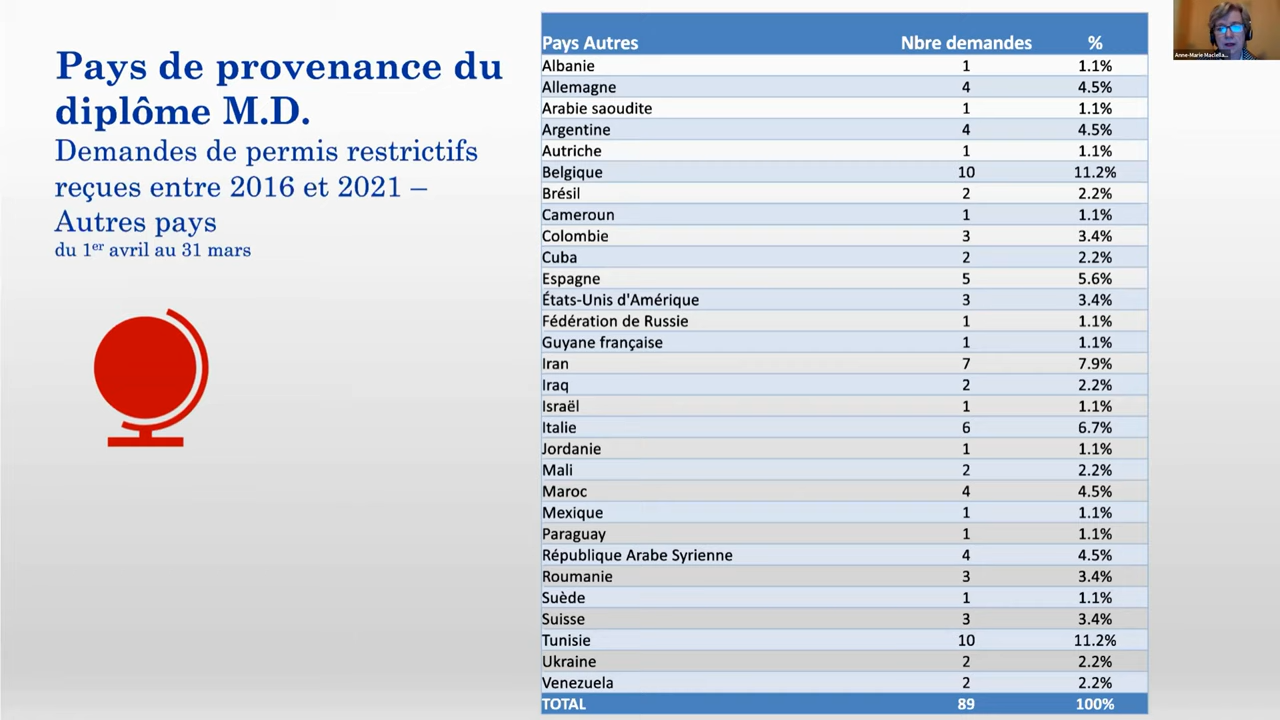 Pays de provenance du
diplôme M.D.
Demandes de permis restrictifs
reçues entre 2016 et 2021 –
Autres pays
du 1er avril au 31 mars
Pays Autres Nbre demandes %
Albanie 1 1.1%
Allemagne 4 4.5%
Arabie saoudite 1 1.1%
Argentine 4 4.5%
Autriche 1 1.1%
Belgique 10 11.2%
Brésil 2 2.2%
Cameroun 1 1.1%
Colombie 3 3.4%
Cuba 2 2.2%
Espagne 5 5.6%
États-Unis d'Amérique 3 3.4%
Fédération de Russie 1 1.1%
Guyane française 1 1.1%
Iran 7 7.9%
Iraq 2 2.2%
Israël 1 1.1%
Italie 6 6.7%
Jordanie 1 1.1%
Mali 2 2.2%
Maroc 4 4.5%
Mexique 1 1.1%
Paraguay 1 1.1%
République Arabe Syrienne 4 4.5%
Roumanie 3 3.4%
Suède 1 1.1%
Suisse 3 3.4%
Tunisie 10 11.2%
Ukraine 2 2.2%
Venezuela 2 2.2%
TOTAL 89 100%
Anne-Marie